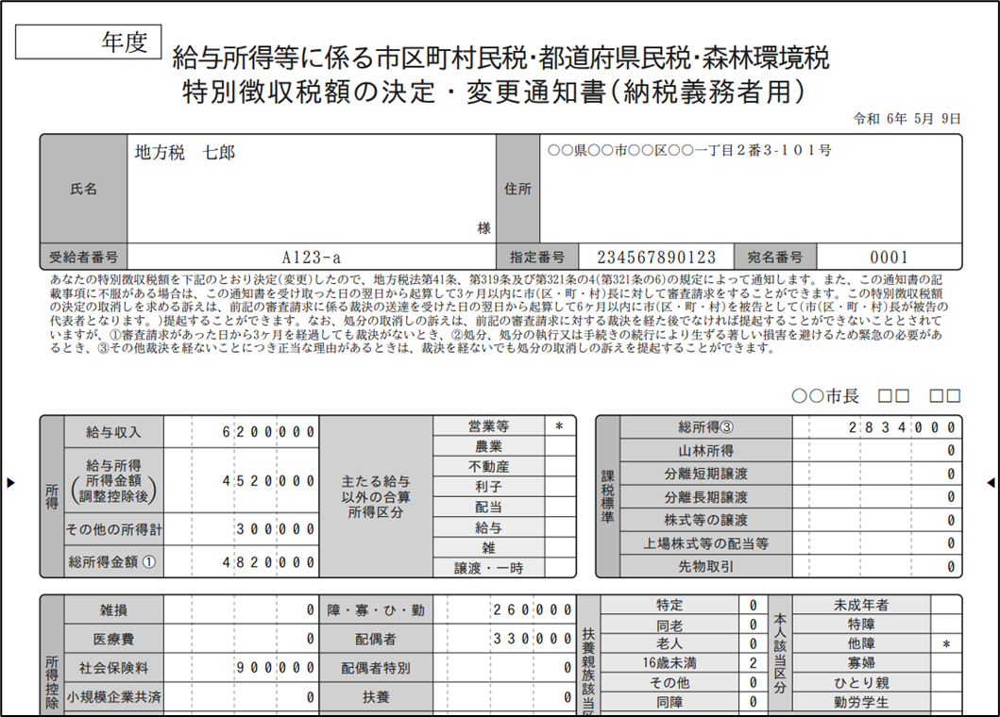 年度
給与所得等に係る市区町村民税・都道府県民税・森林環境税
特別徴収税額の決定・変更通知書(納税義務者用)
令和 6年 5月 9日
氏名
地方税 七郎
様
住所
〇〇県〇〇市〇〇区〇〇一丁目2番3-101号
受給者番号
A123-a
指定番号
234567890123
宛名番号
0001
あなたの特別徴収税額を下記のとおり決定(変更)したので、地方税法第41条、第319条及び第321条の4(第321条の6)の規定によって通知します。また、この通知書の記
載事項に不服がある場合は、この通知書を受け取った日の翌日から起算して3ヶ月以内に市(区・町・村)長に対して審査請求をすることができます。この特別徴収税額
の決定の取消しを求める訴えは、前記の審査請求に係る裁決の送達を受けた日の翌日から起算して6ヶ月以内に市(区・町・村)を被告として(市(区・町・村)長が被告の
代表者となります。)提起することができます。なお、処分の取消しの訴えは、前記の審査請求に対する裁決を経た後でなければ提起することができないこととされて
いますが、①審査請求があった日から3ヶ月を経過しても裁決がないとき、②処分、処分の執行又は手続きの続行により生ずる著しい損害を避けるため緊急の必要があ
るとき、③その他裁決を経ないことにつき正当な理由があるときは、裁決を経ないでも処分の取消しの訴えを提起することができます。
〇〇市長 □□ □□
所得
給与収入 6200000
給与所得
(所得金額
調整控除後)
4520000
その他の所得計 300000
総所得金額① 4820000
主たる給与
以外の合算
所得区分
営業等 *
農業
不動産
利子
配当
給与
雑
譲渡・一時
課税標準
総所得③ 2834000
山林所得 0
分離短期譲渡 0
分離長期譲渡 0
株式等の譲渡 0
上場株式等の配当等 0
先物取引 0
所得控除
雑損 0
医療費 0
社会保険料 900000
小規模企業共済 0
障・寡・ひ・勤 260000
配偶者 330000
配偶者特別 0
扶養 0
扶養親族該当区
特定 0
同老 0
老人 0
16歳未満 2
その他 0
同障 0
本人該当区分
未成年者
特障
他障 *
寡婦
ひとり親
勤労学生